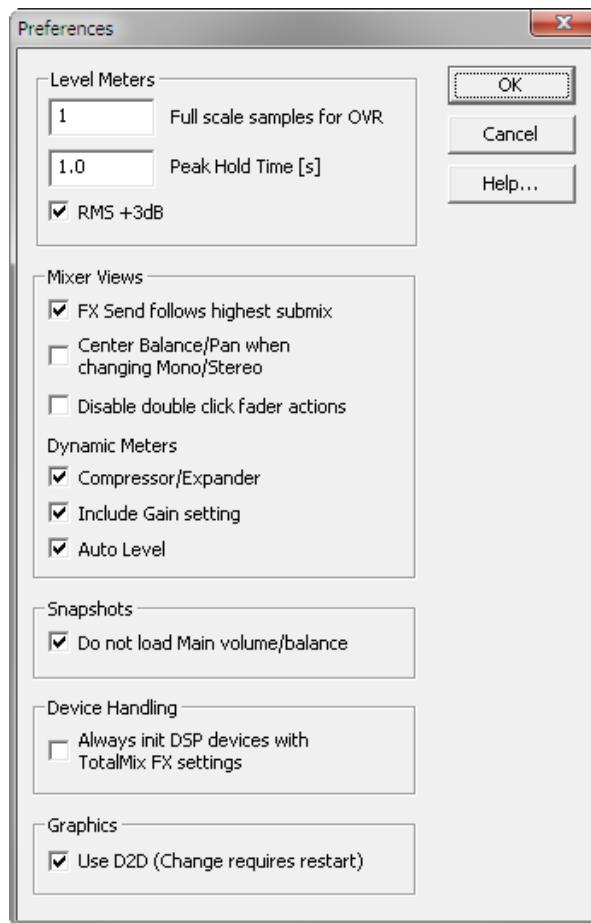 Preferences
Level Meters
1 Full scale samples for OVR
1.0 Peak Hold Time [s]
RMS +3dB
OK
Cancel
Help...
Mixer Views
FX Send follows highest submix
Center Balance/Pan when
changing Mono/Stereo
Disable double click fader actions
Dynamic Meters
Compressor/Expander
Include Gain setting
Auto Level
Snapshots
Do not load Main volume/balance
Device Handling
Always init DSP devices with
TotalMix FX settings
Graphics
Use D2D (Change requires restart)